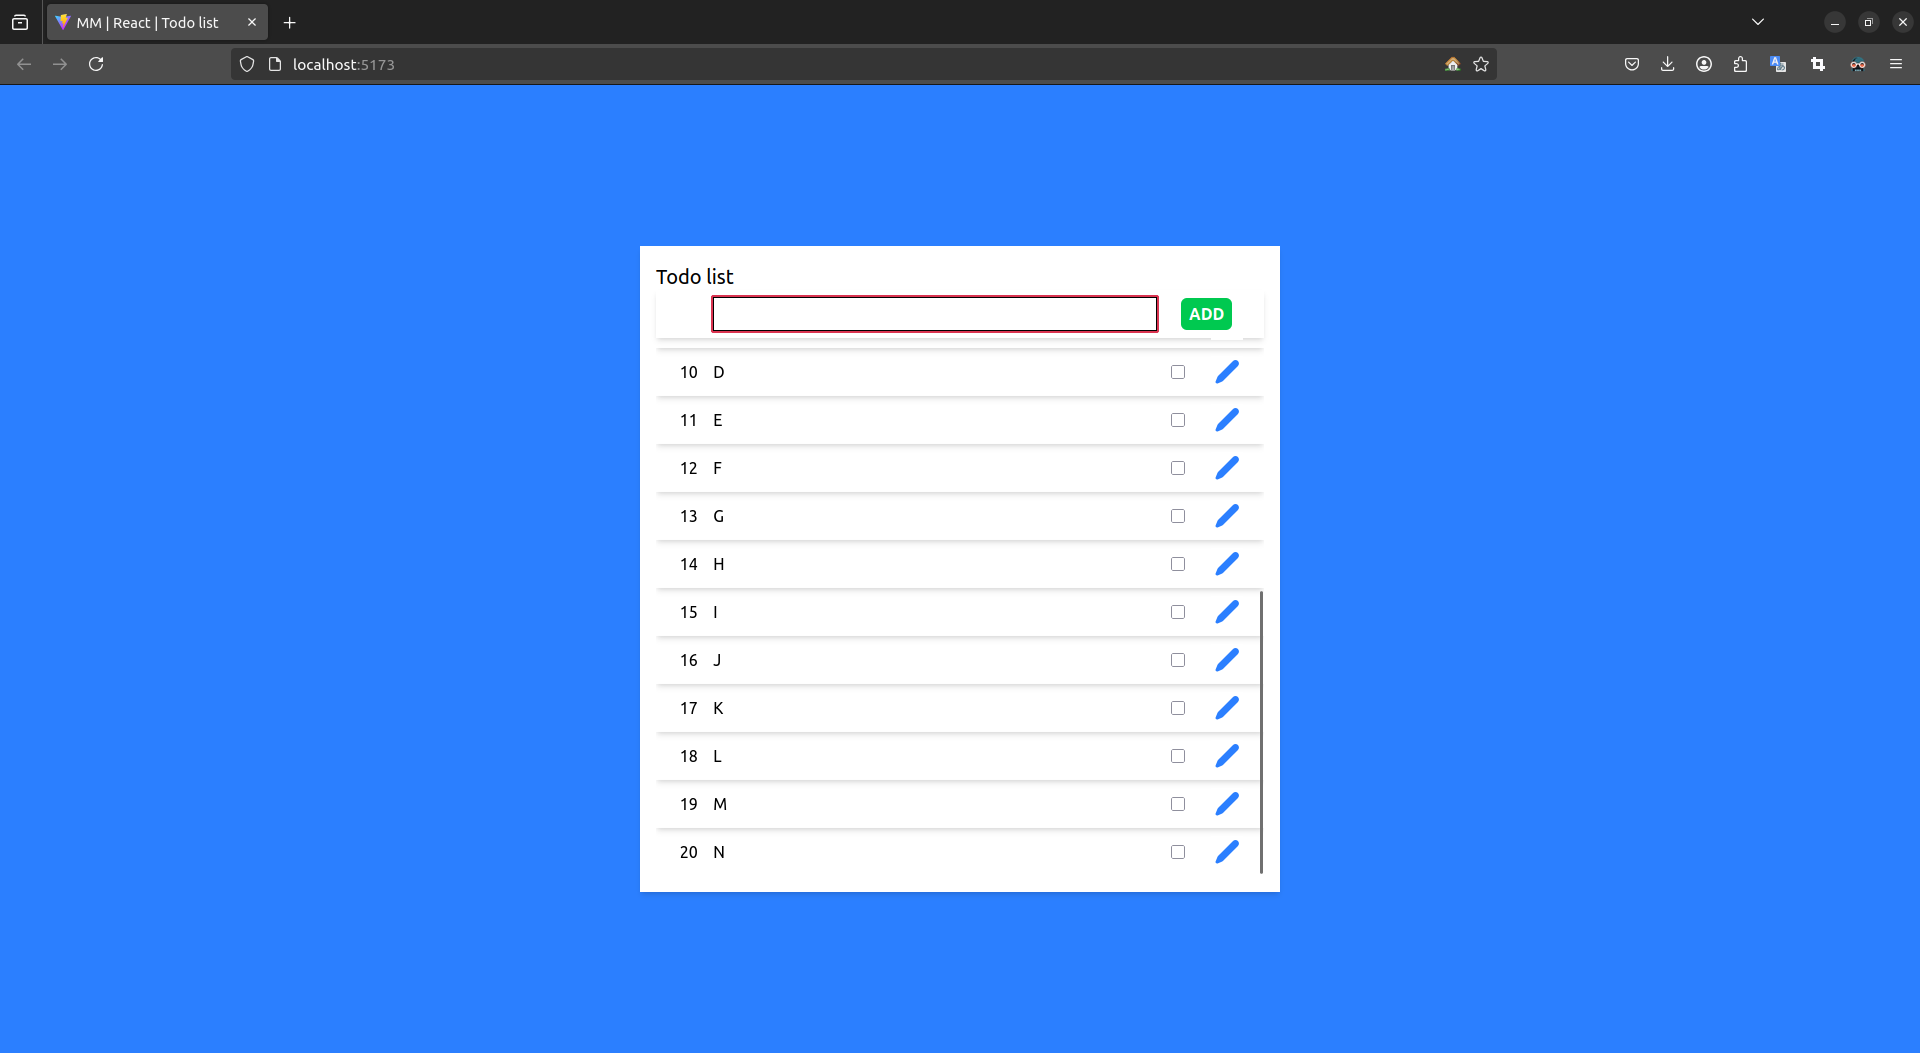 MM | React | Todo list
localhost:5173
Todo list
ADD
10 D
11 E
12 F
13 G
14 H
15 I
16 J
17 K
18 L
19 M
20 N